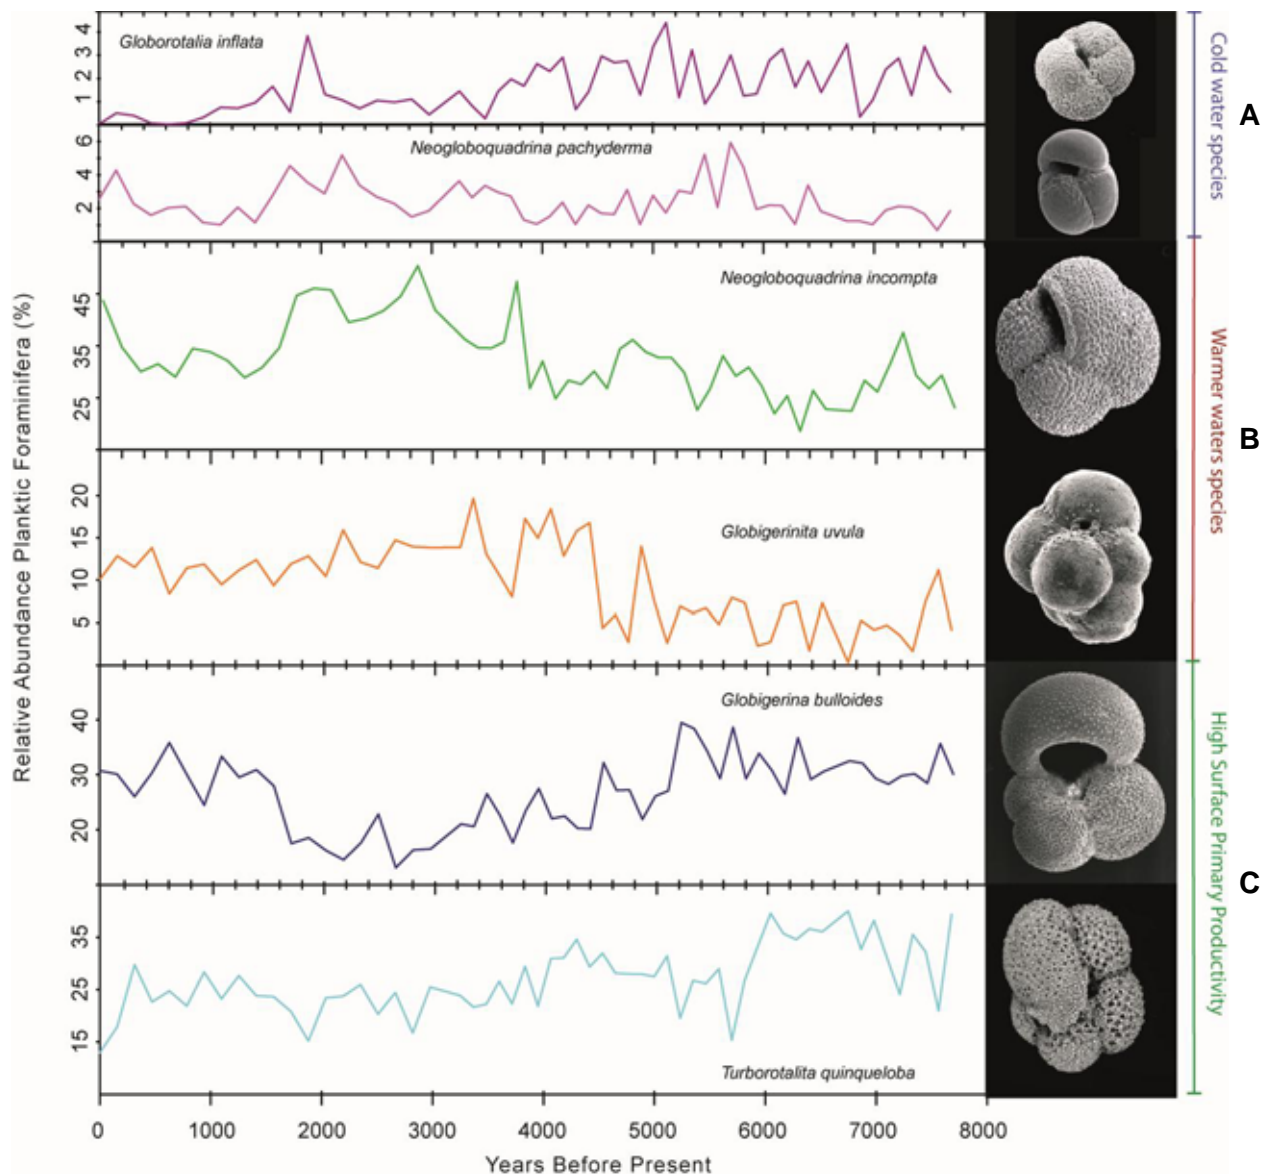 Globorotalia inflata
4
3
2
1
Neogloboquadrina pachyderma
6
4
2
Cold water species
A
Neogloboquadrina incompta
45
35
25
Globigerinita uvula
20
15
10
5
Warmer waters species
B
Globigerina bulloides
40
30
20
Turborotalita quinqueloba
35
25
15
High Surface Primary Productivity
C
Relative Abundance Planktic Foraminifera (%)
0 1000 2000 3000 4000 5000 6000 7000 8000
Years Before Present